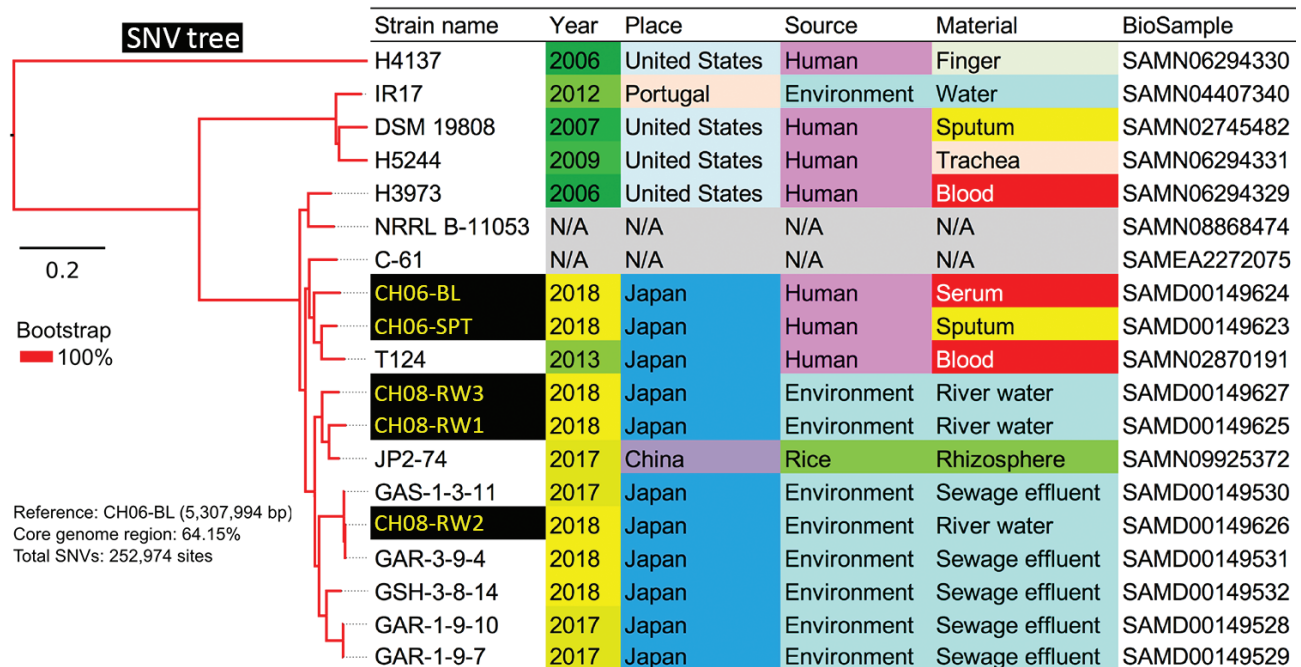 SNV tree
Strain name Year Place Source Material BioSample
H4137 2006 United States Human Finger SAMN06294330
IR17 2012 Portugal Environment Water SAMN04407340
DSM 19808 2007 United States Human Sputum SAMN02745482
H5244 2009 United States Human Trachea SAMN06294331
H3973 2006 United States Human Blood SAMN06294329
NRRL B-11053 N/A N/A N/A N/A SAMN08868474
C-61 N/A N/A N/A N/A SAMEA2272075
CH06-BL 2018 Japan Human Serum SAMD00149624
CH06-SPT 2018 Japan Human Sputum SAMD00149623
T124 2013 Japan Human Blood SAMN02870191
CH08-RW3 2018 Japan Environment River water SAMD00149627
CH08-RW1 2018 Japan Environment River water SAMD00149625
JP2-74 2017 China Rice Rhizosphere SAMN09925372
GAS-1-3-11 2017 Japan Environment Sewage effluent SAMD00149530
CH08-RW2 2018 Japan Environment River water SAMD00149626
GAR-3-9-4 2018 Japan Environment Sewage effluent SAMD00149531
GSH-3-8-14 2018 Japan Environment Sewage effluent SAMD00149532
GAR-1-9-10 2017 Japan Environment Sewage effluent SAMD00149528
GAR-1-9-7 2017 Japan Environment Sewage effluent SAMD00149529
0.2
Bootstrap
100%
Reference: CH06-BL (5,307,994 bp)
Core genome region: 64.15%
Total SNVs: 252,974 sites